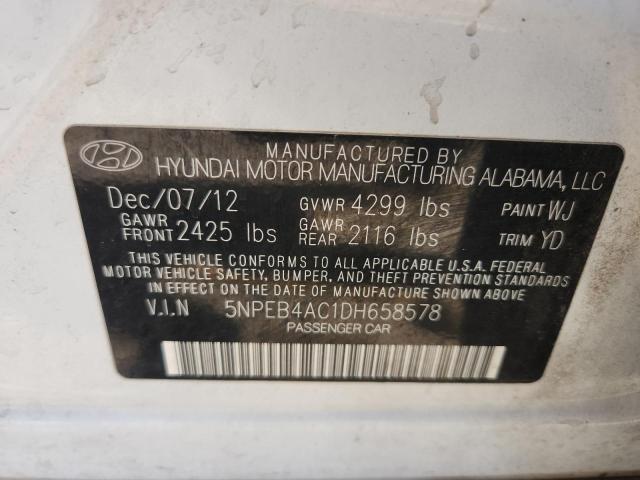 MANUFACTURED BY
HYUNDAI MOTOR MANUFACTURING ALABAMA, LLC
Dec/07/12 GVWR 4299 lbs PAINT WJ
GAWR FRONT 2425 lbs GAWR REAR 2116 lbs TRIM YD
THIS VEHICLE CONFORMS TO ALL APPLICABLE U.S.A. FEDERAL
MOTOR VEHICLE SAFETY, BUMPER, AND THEFT PREVENTION STANDARDS
IN EFFECT ON THE DATE OF MANUFACTURE SHOWN ABOVE.
V.I.N 5NPEB4AC1DH658578
PASSENGER CAR